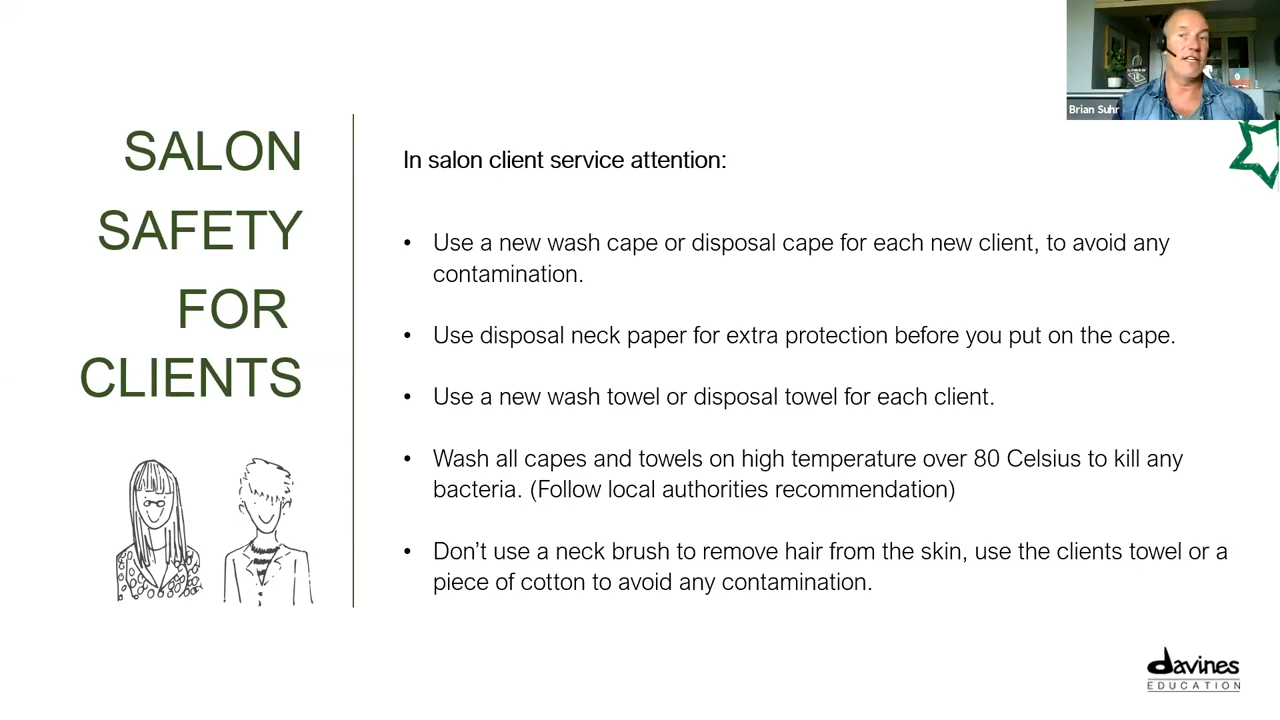 SALON
SAFETY
FOR
CLIENTS
In salon client service attention:
• Use a new wash cape or disposal cape for each new client, to avoid any
contamination.
• Use disposal neck paper for extra protection before you put on the cape.
• Use a new wash towel or disposal towel for each client.
• Wash all capes and towels on high temperature over 80 Celsius to kill any
bacteria. (Follow local authorities recommendation)
• Don’t use a neck brush to remove hair from the skin, use the clients towel or a
piece of cotton to avoid any contamination.
Brian Suhr
davines
EDUCATION